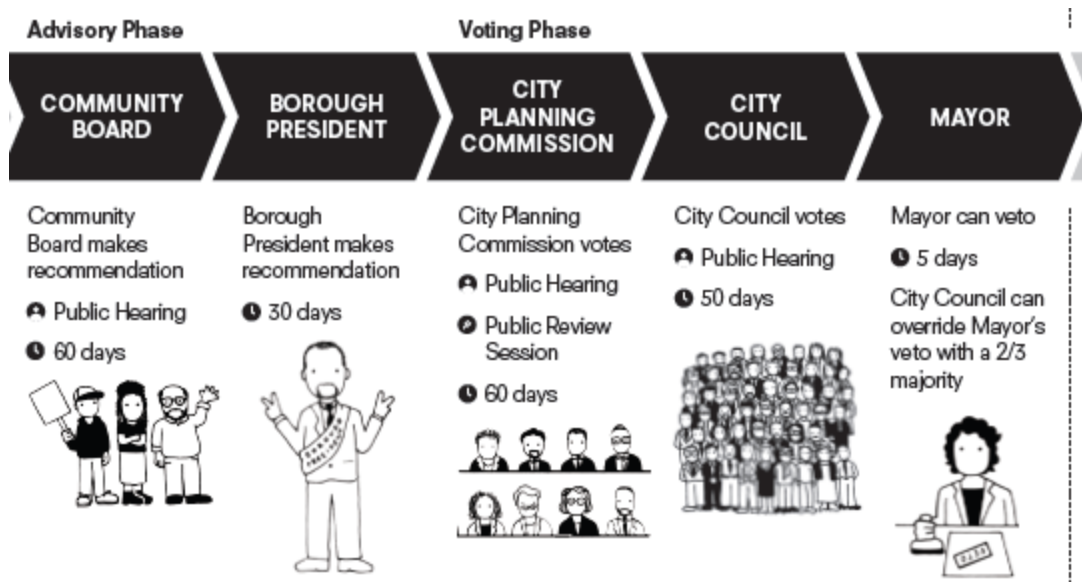 Advisory Phase
Voting Phase
COMMUNITY
BOARD
BOROUGH
PRESIDENT
CITY
PLANNING
COMMISSION
CITY
COUNCIL
MAYOR
Community
Board makes
recommendation
Public Hearing
60 days
Borough
President makes
recommendation
30 days
City Planning
Commission votes
Public Hearing
Public Review
Session
60 days
City Council votes
Public Hearing
50 days
Mayor can veto
5 days
City Council can
override Mayor's
veto with a 2/3
majority